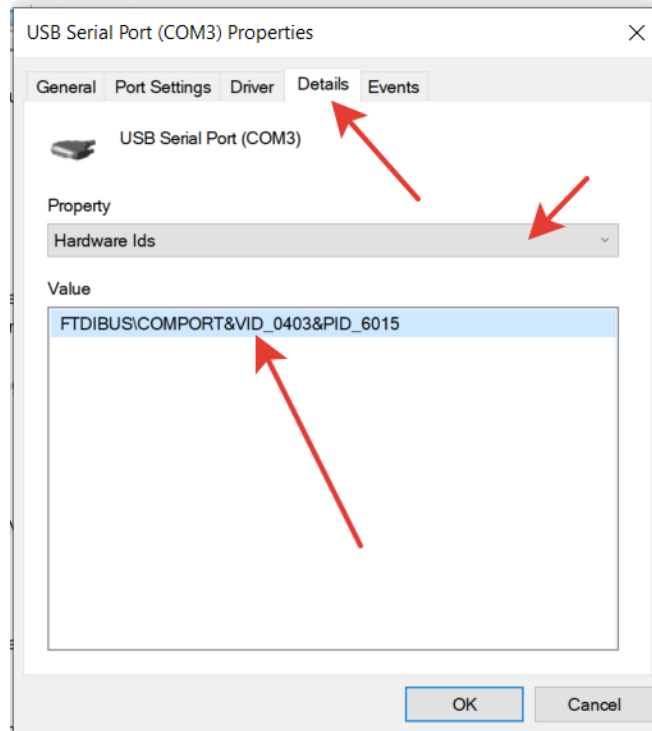 USB Serial Port (COM3) Properties
General Port Settings Driver Details Events
USB Serial Port (COM3)
Property
Hardware Ids
Value
FTDIBUS\COMPORT&VID_0403&PID_6015
OK Cancel